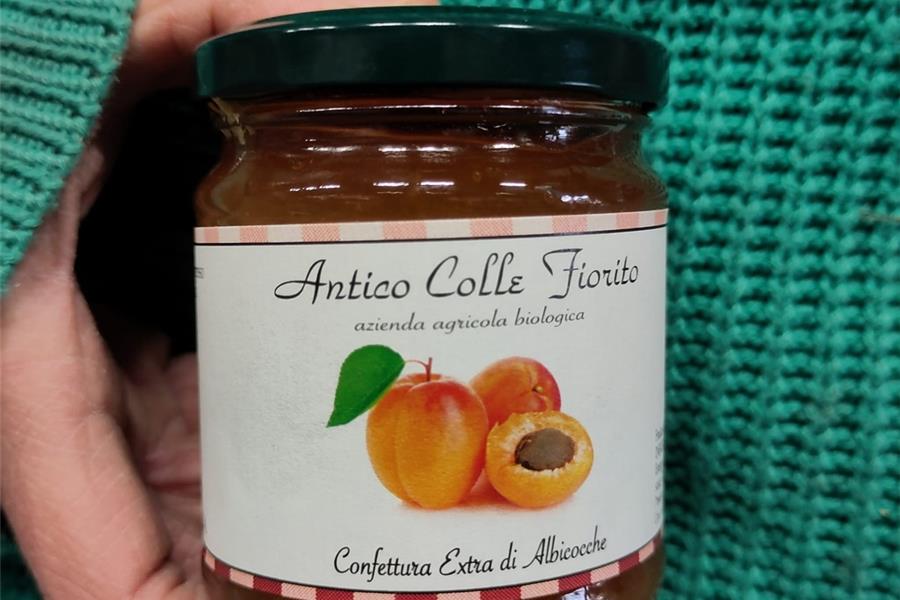 Antico Colle Fiorito
azienda agricola biologica
Confettura Extra di Albicocche